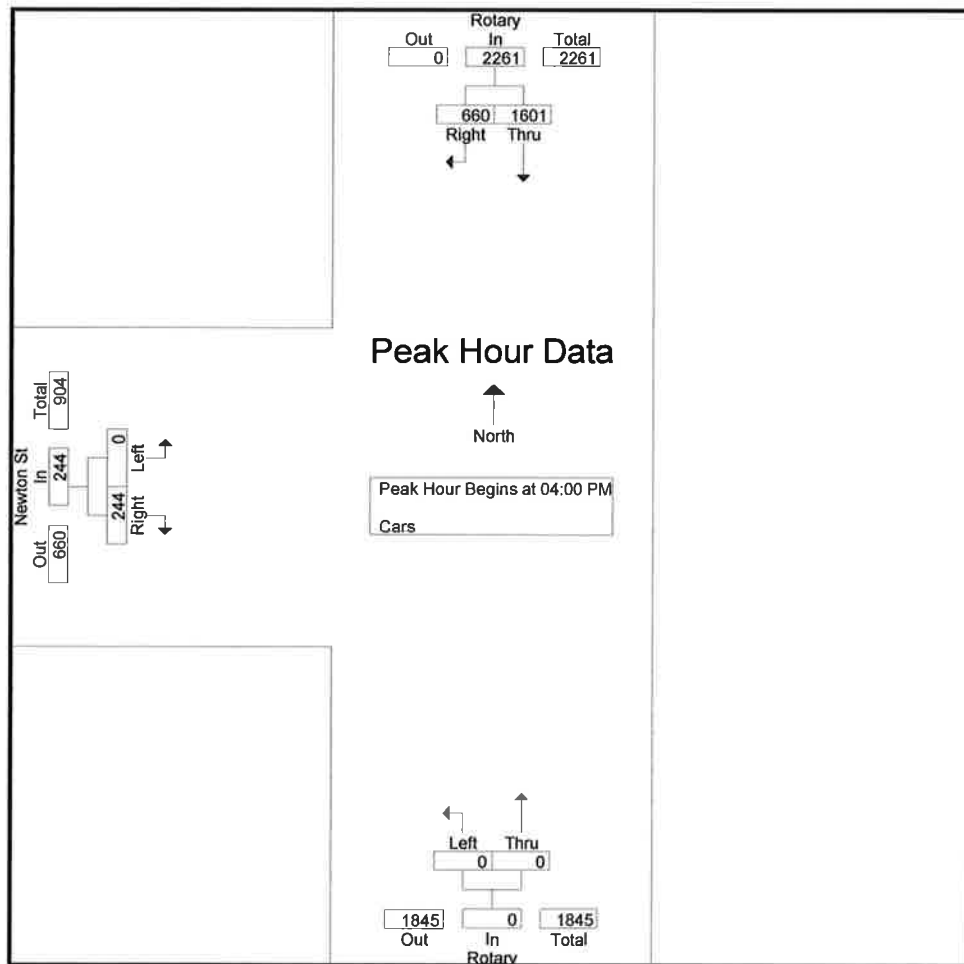 Rotary
Out In Total
0 2261 2261
660 1601
Right Thru
Peak Hour Data
North
Peak Hour Begins at 04:00 PM
Cars
Newton St
Out In Total
660 244 904
244 0
Right Left
Left Thru
0 0
1845 0 1845
Out In Total
Rotary